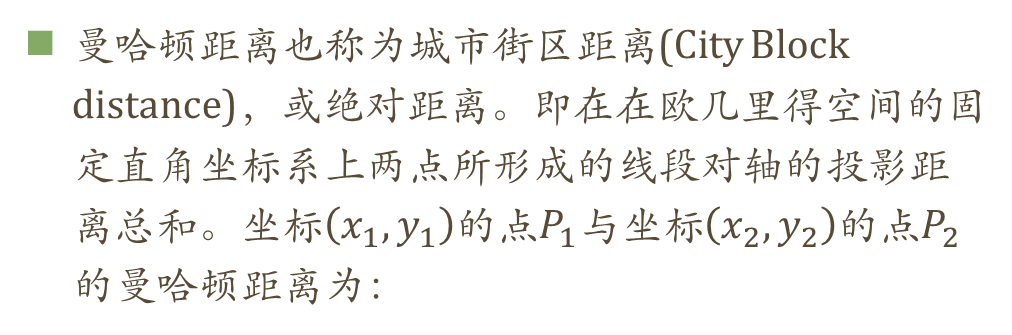 曼哈顿距离也称为城市街区距离(City Block
distance)，或绝对距离。即在在欧几里得空间的固
定直角坐标系上两点所形成的线段对轴的投影距
离总和。坐标(x₁, y₁)的点P₁与坐标(x₂, y₂)的点P₂
的曼哈顿距离为：